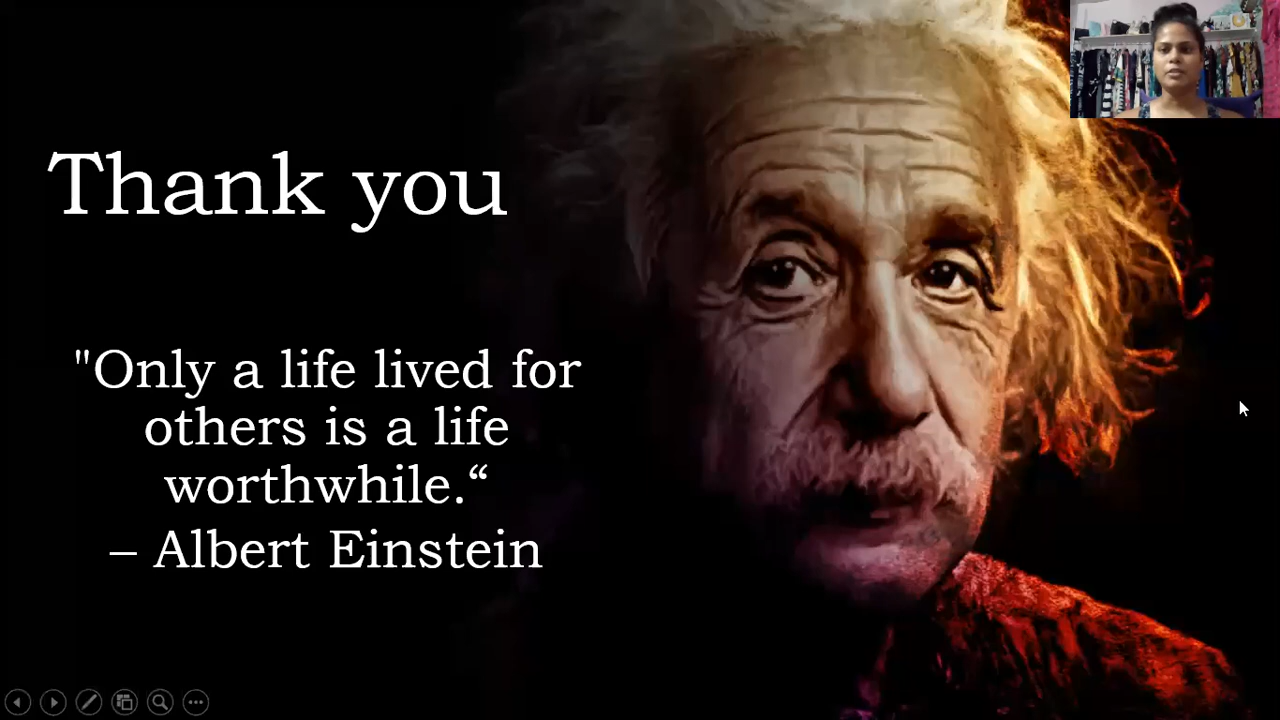 Thank you
"Only a life lived for
others is a life
worthwhile.“
– Albert Einstein